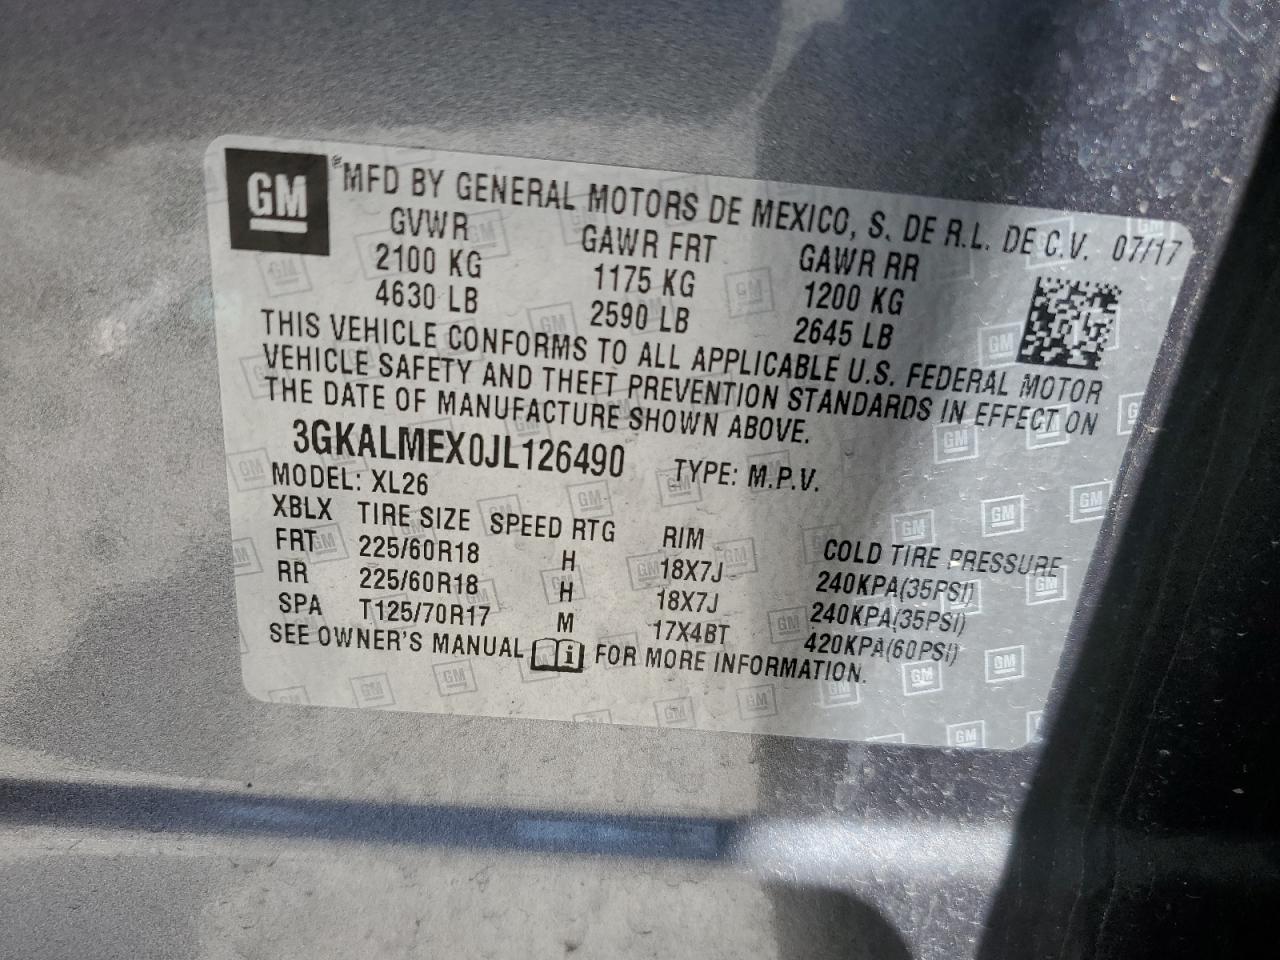 GM
MFD BY GENERAL MOTORS DE MEXICO, S. DE R.L. DE C.V. 07/17
GVWR GAWR FRT GAWR RR
2100 KG 1175 KG 1200 KG
4630 LB 2590 LB 2645 LB
THIS VEHICLE CONFORMS TO ALL APPLICABLE U.S. FEDERAL MOTOR
VEHICLE SAFETY AND THEFT PREVENTION STANDARDS IN EFFECT ON
THE DATE OF MANUFACTURE SHOWN ABOVE.
3GKALMEX0JL126490 TYPE: M.P.V.
MODEL: XL26
XBLX TIRE SIZE SPEED RTG RIM COLD TIRE PRESSURE
FRT 225/60R18 H 18X7J 240KPA(35PSI)
RR 225/60R18 H 18X7J 240KPA(35PSI)
SPA T125/70R17 M 17X4BT 420KPA(60PSI)
SEE OWNER'S MANUAL i FOR MORE INFORMATION.